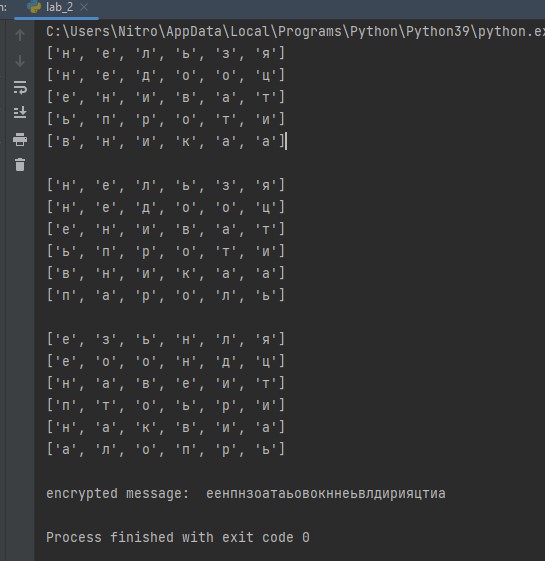 n: lab_2 ×
C:\Users\Nitro\AppData\Local\Programs\Python\Python39\python.ex
['н', 'е', 'л', 'ь', 'з', 'я']
['н', 'е', 'д', 'о', 'о', 'ц']
['е', 'н', 'и', 'в', 'а', 'т']
['ь', 'п', 'р', 'о', 'т', 'и']
['в', 'н', 'и', 'к', 'а', 'а']
['н', 'е', 'л', 'ь', 'з', 'я']
['н', 'е', 'д', 'о', 'о', 'ц']
['е', 'н', 'и', 'в', 'а', 'т']
['ь', 'п', 'р', 'о', 'т', 'и']
['в', 'н', 'и', 'к', 'а', 'а']
['п', 'а', 'р', 'о', 'л', 'ь']
['е', 'з', 'ь', 'н', 'л', 'я']
['е', 'о', 'о', 'н', 'д', 'ц']
['н', 'а', 'в', 'е', 'и', 'т']
['п', 'т', 'о', 'ь', 'р', 'и']
['н', 'а', 'к', 'в', 'и', 'а']
['а', 'л', 'о', 'п', 'р', 'ь']
encrypted message:  еенпнзоатаьовокннеьвлдирияцтиа
Process finished with exit code 0